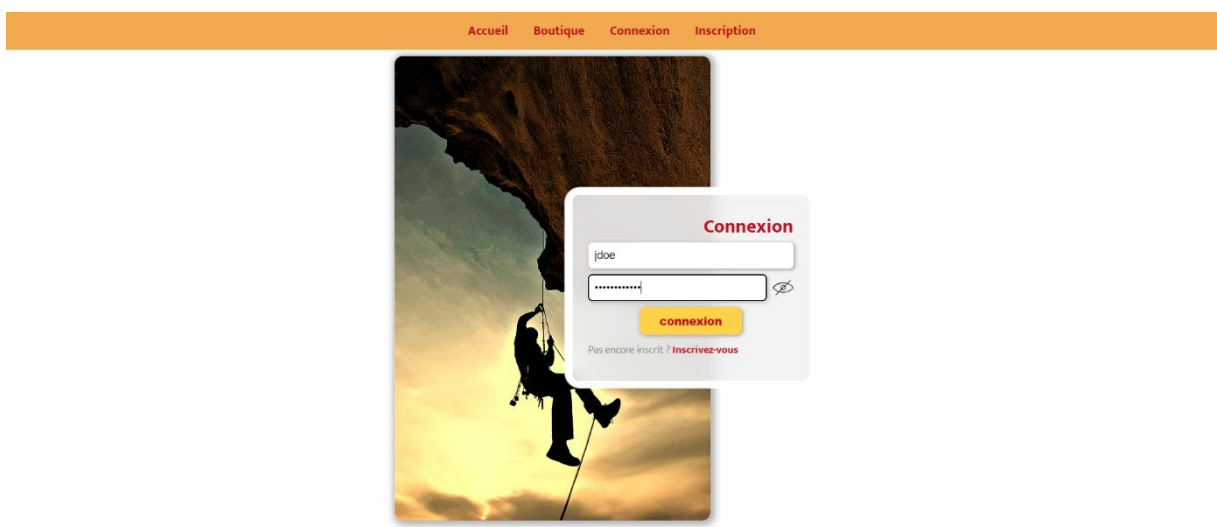 Accueil Boutique Connexion Inscription
Connexion
jdoe
••••••••••••
connexion
Pas encore inscrit ? Inscrivez-vous